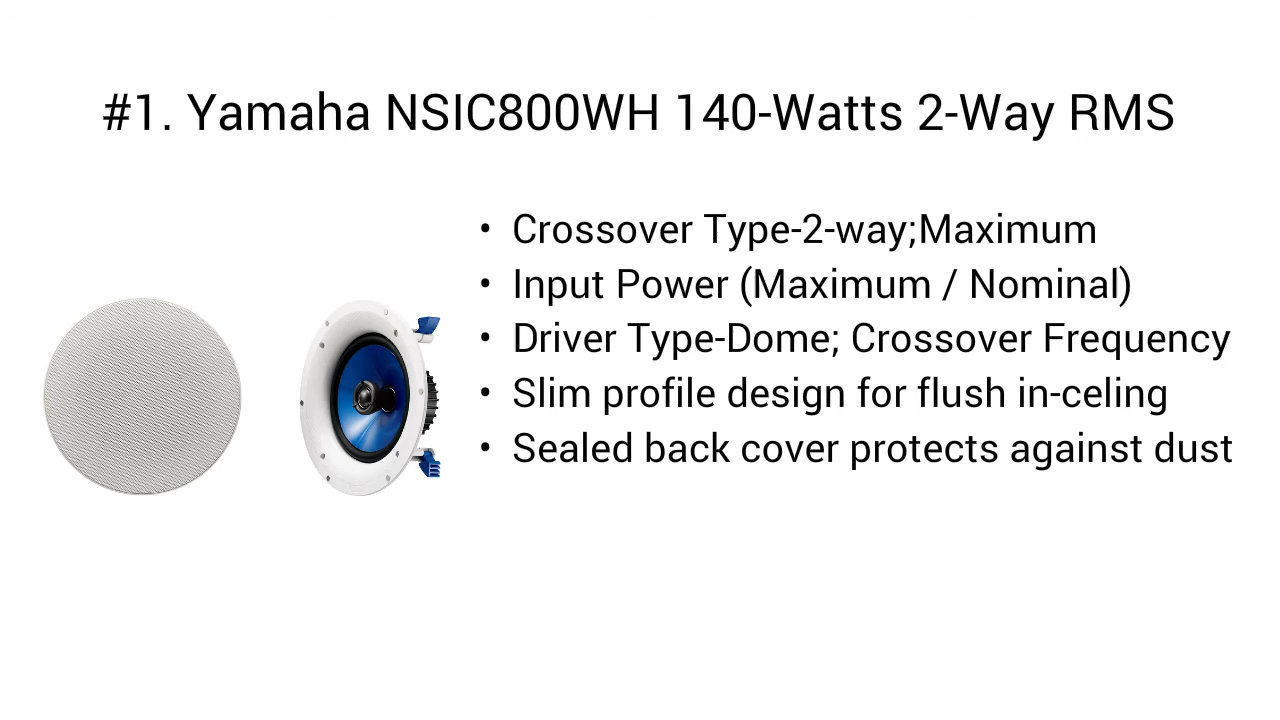 #1. Yamaha NSIC800WH 140-Watts 2-Way RMS
• Crossover Type-2-way;Maximum
• Input Power (Maximum / Nominal)
• Driver Type-Dome; Crossover Frequency
• Slim profile design for flush in-celing
• Sealed back cover protects against dust